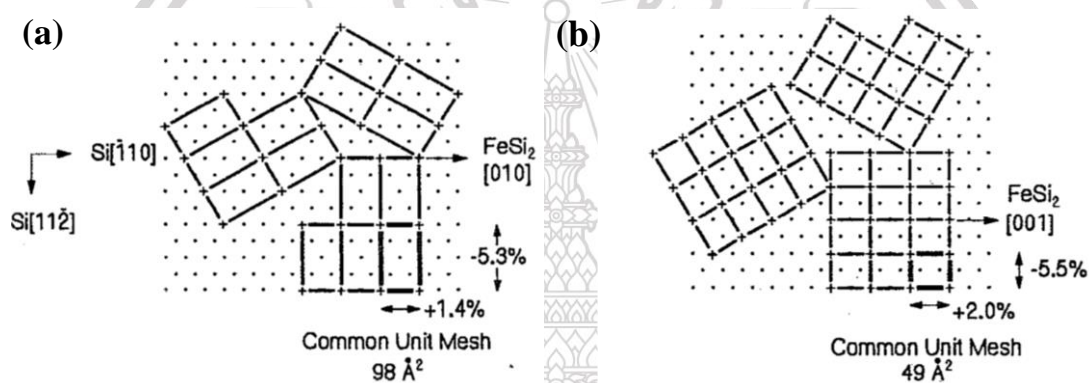 (a)
Si[1̄10]
Si[112̄]
FeSi₂
[010]
-5.3%
+1.4%
Common Unit Mesh
98 Å²
(b)
FeSi₂
[001]
-5.5%
+2.0%
Common Unit Mesh
49 Å²